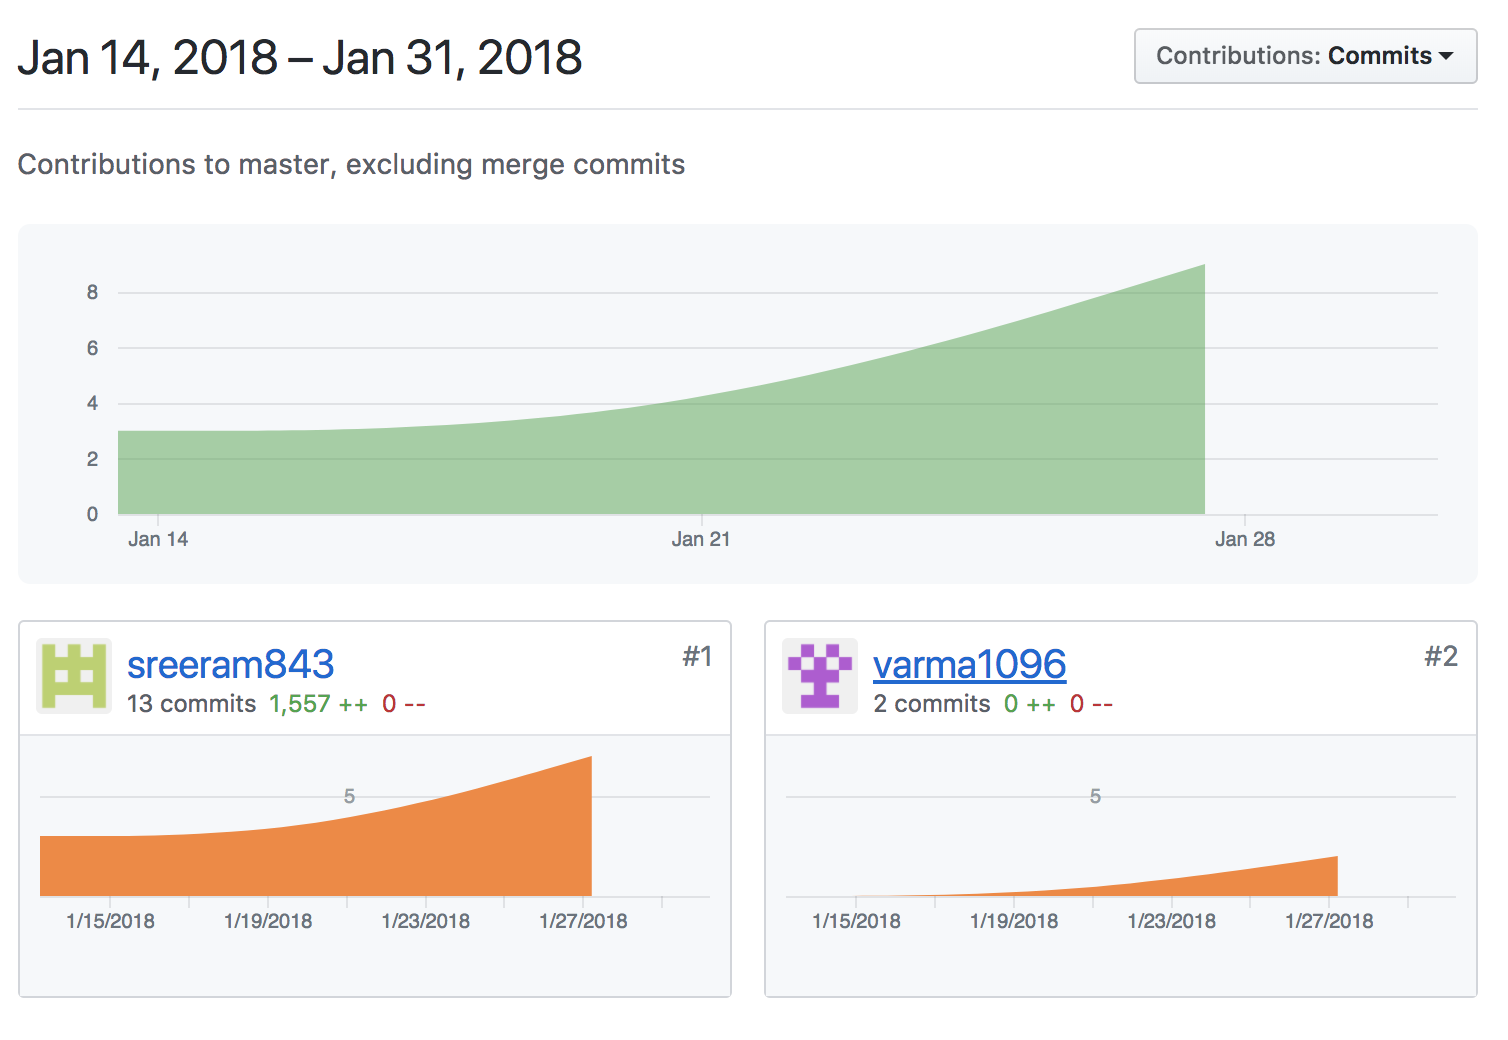 Jan 14, 2018 – Jan 31, 2018
Contributions: Commits
Contributions to master, excluding merge commits
8
6
4
2
0
Jan 14 Jan 21 Jan 28
sreeram843 #1
13 commits 1,557 ++ 0 --
5
1/15/2018 1/19/2018 1/23/2018 1/27/2018
varma1096 #2
2 commits 0 ++ 0 --
5
1/15/2018 1/19/2018 1/23/2018 1/27/2018